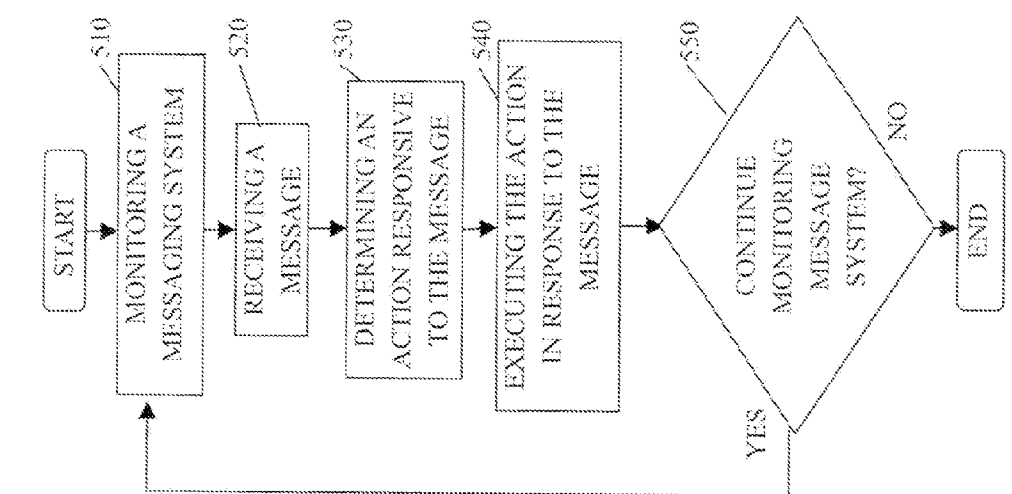 START
510
MONITORING A
MESSAGING SYSTEM
520
RECEIVING A
MESSAGE
530
DETERMINING AN
ACTION RESPONSIVE
TO THE MESSAGE
540
EXECUTING THE ACTION
IN RESPONSE TO THE
MESSAGE
550
CONTINUE
MONITORING
MESSAGE
SYSTEM?
YES
NO
END